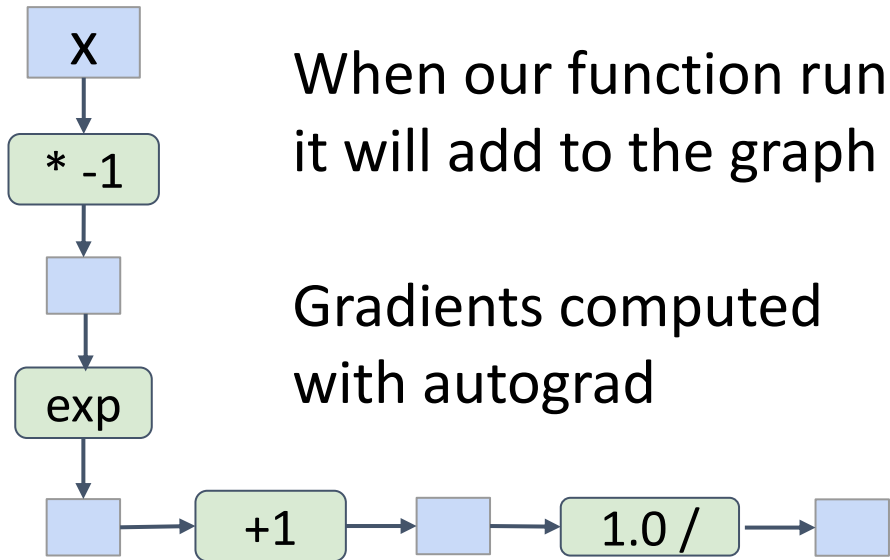 x
When our function run
it will add to the graph
* -1
Gradients computed
with autograd
exp
+1
1.0 /